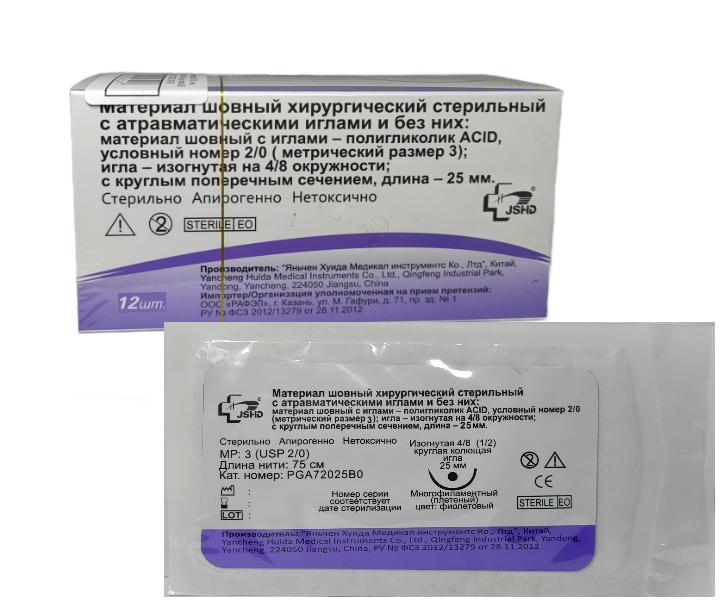 Материал шовный хирургический стерильный
с атравматическими иглами и без них:
материал шовный с иглами – полигликолик ACID,
условный номер 2/0 ( метрический размер 3);
игла – изогнутая на 4/8 окружности;
с круглым поперечным сечением, длина – 25 мм.
Стерильно Апирогенно Нетоксично
JSHD
2
STERILE EO
Производитель: "Яньчен Хуида Медикал инструментс Ко., Лтд", Китай,
Yancheng Huida Medical Instruments Co., Ltd., Qingfeng Industrial Park,
Yandong, Yancheng, 224050 Jiangsu, China
Импортер/Организация уполномоченная на прием претензий:
ООО «РАФЭЛ», г. Казань, ул. М. Гафури, д. 71, пр. зд. № 1
РУ № ФСЗ 2012/13279 от 28.11.2012
12шт.
JSHD
Материал шовный хирургический стерильный
с атравматическими иглами и без них:
материал шовный с иглами – полигликолик ACID, условный номер 2/0
(метрический размер 3); игла – изогнутая на 4/8 окружности;
с круглым поперечным сечением, длина – 25мм.
Стерильно Апирогенно Нетоксично
МР: 3 (USP 2/0)
Длина нити: 75 см
Кат. номер: PGA72025B0
Изогнутая 4/8 (1/2)
круглая колющая
игла
25 мм
2
CE
STERILE EO
:
:
LOT :
Номер серии
соответствует
дате стерилизации
Многофиламентный
(плетеный)
цвет: фиолетовый
Производитель: "Яньчен Хуида Медикал инструментс Ко., Лтд", Китай,
Yancheng Huida Medical Instruments Co., Ltd., Qingfeng Industrial Park, Yandong,
Yancheng, 224050 Jiangsu, China. РУ № ФСЗ 2012/13279 от 28.11.2012